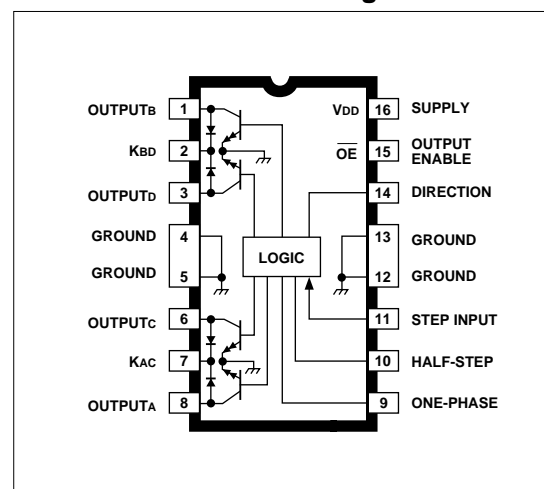 OUTPUTB 1
KBD 2
OUTPUTD 3
GROUND 4
GROUND 5
OUTPUTC 6
KAC 7
OUTPUTA 8
LOGIC
VDD 16 SUPPLY
OE 15 OUTPUT
ENABLE
14 DIRECTION
13 GROUND
12 GROUND
11 STEP INPUT
10 HALF-STEP
9 ONE-PHASE